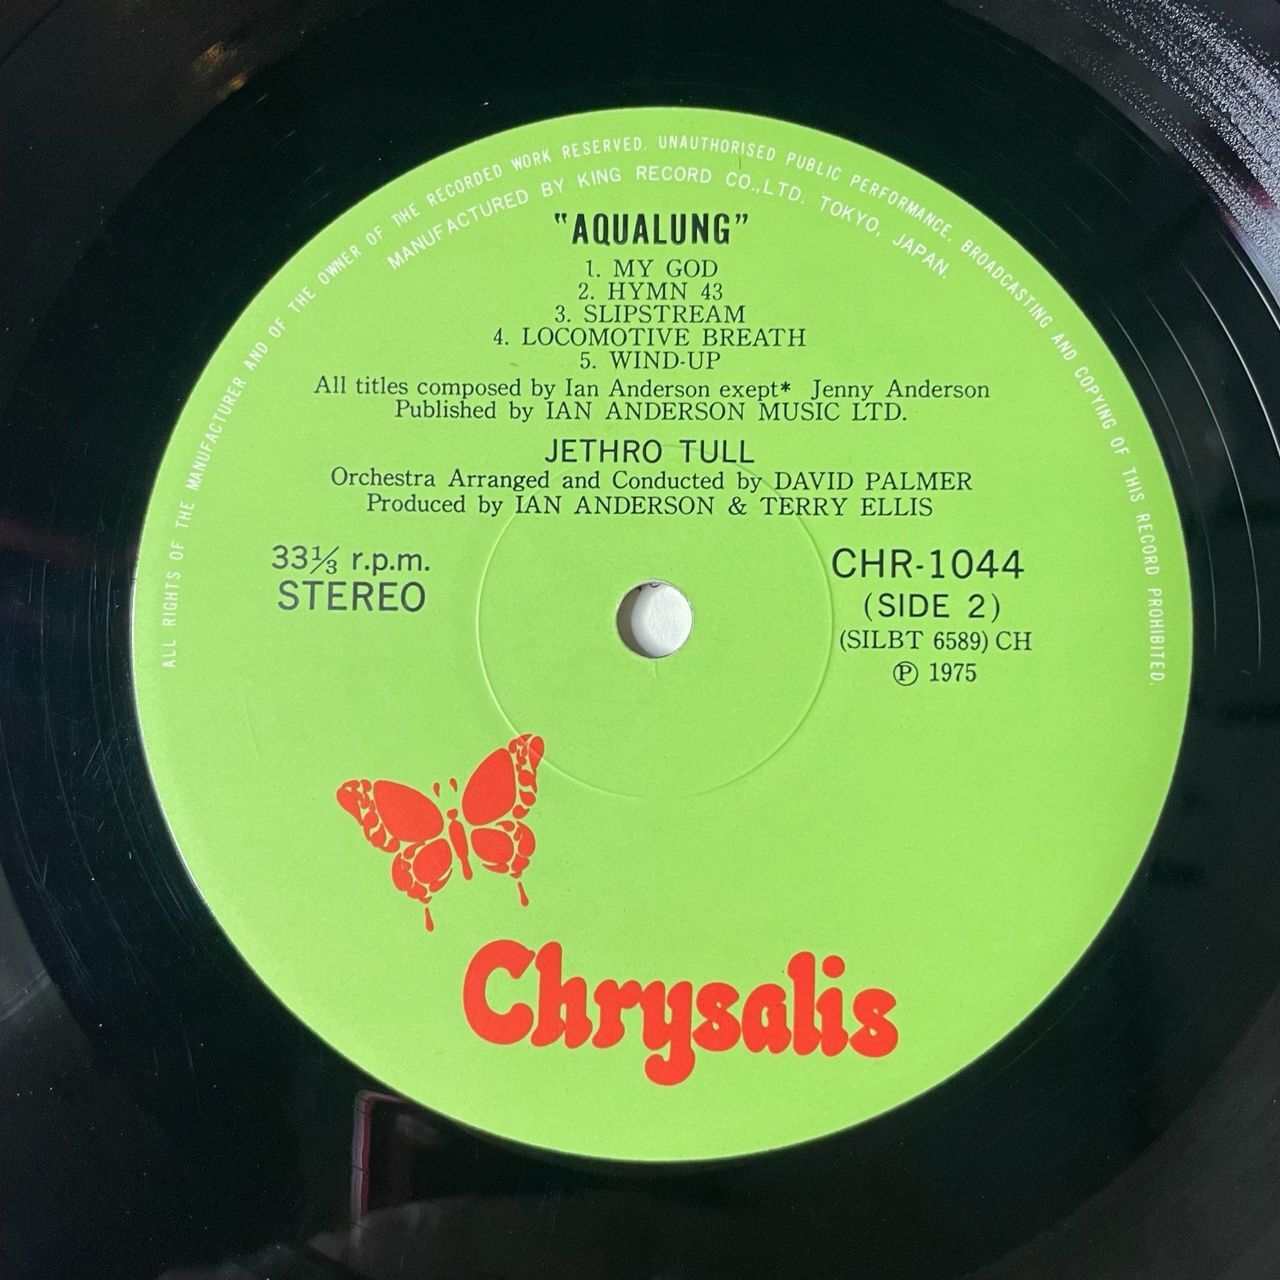 ALL RIGHTS OF THE MANUFACTURER AND OF THE OWNER OF THE RECORDED WORK RESERVED. UNAUTHORISED PUBLIC PERFORMANCE, BROADCASTING AND COPYING OF THIS RECORD PROHIBITED.
MANUFACTURED BY KING RECORD CO.,LTD. TOKYO, JAPAN.
"AQUALUNG"
1. MY GOD
2. HYMN 43
3. SLIPSTREAM
4. LOCOMOTIVE BREATH
5. WIND-UP
All titles composed by Ian Anderson exept* Jenny Anderson
Published by IAN ANDERSON MUSIC LTD.
JETHRO TULL
Orchestra Arranged and Conducted by DAVID PALMER
Produced by IAN ANDERSON & TERRY ELLIS
33⅓ r.p.m.
STEREO
CHR-1044
(SIDE 2)
(SILBT 6589) CH
Ⓟ 1975
Chrysalis